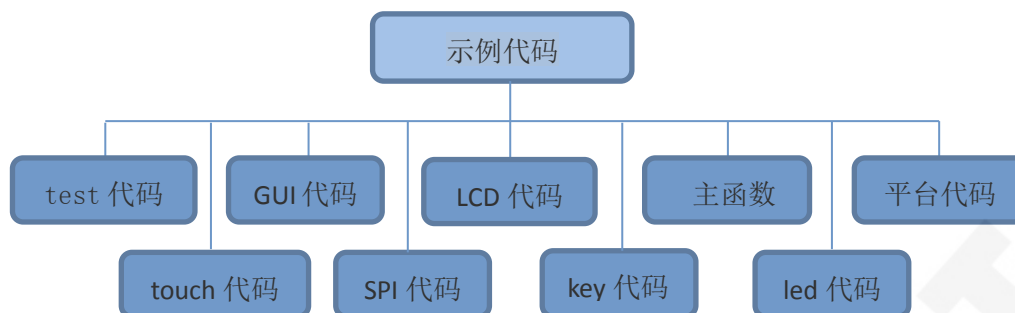 示例代码
test 代码
GUI 代码
LCD 代码
主函数
平台代码
touch 代码
SPI 代码
key 代码
led 代码